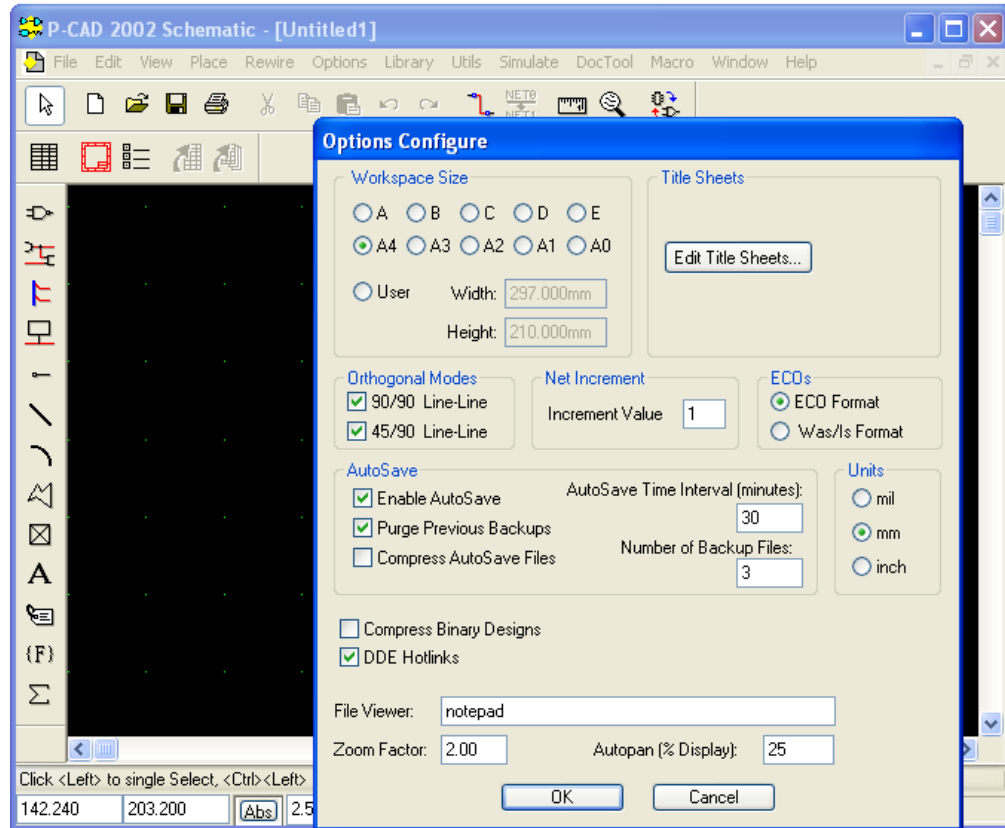 P-CAD 2002 Schematic - [Untitled1]
File Edit View Place Rewire Options Library Utils Simulate DocTool Macro Window Help
NET0
NET1
Options Configure
Workspace Size
A B C D E
A4 A3 A2 A1 A0
User Width: 297.000mm
Height: 210.000mm
Title Sheets
Edit Title Sheets...
Orthogonal Modes
90/90 Line-Line
45/90 Line-Line
Net Increment
Increment Value 1
ECOs
ECO Format
Was/Is Format
AutoSave
Enable AutoSave
Purge Previous Backups
Compress AutoSave Files
AutoSave Time Interval (minutes):
30
Number of Backup Files:
3
Units
mil
mm
inch
Compress Binary Designs
DDE Hotlinks
File Viewer: notepad
Zoom Factor: 2.00 Autopan (% Display): 25
OK Cancel
A
{F}
Σ
Click <Left> to single Select, <Ctrl><Left>
142.240 203.200 Abs 2.5